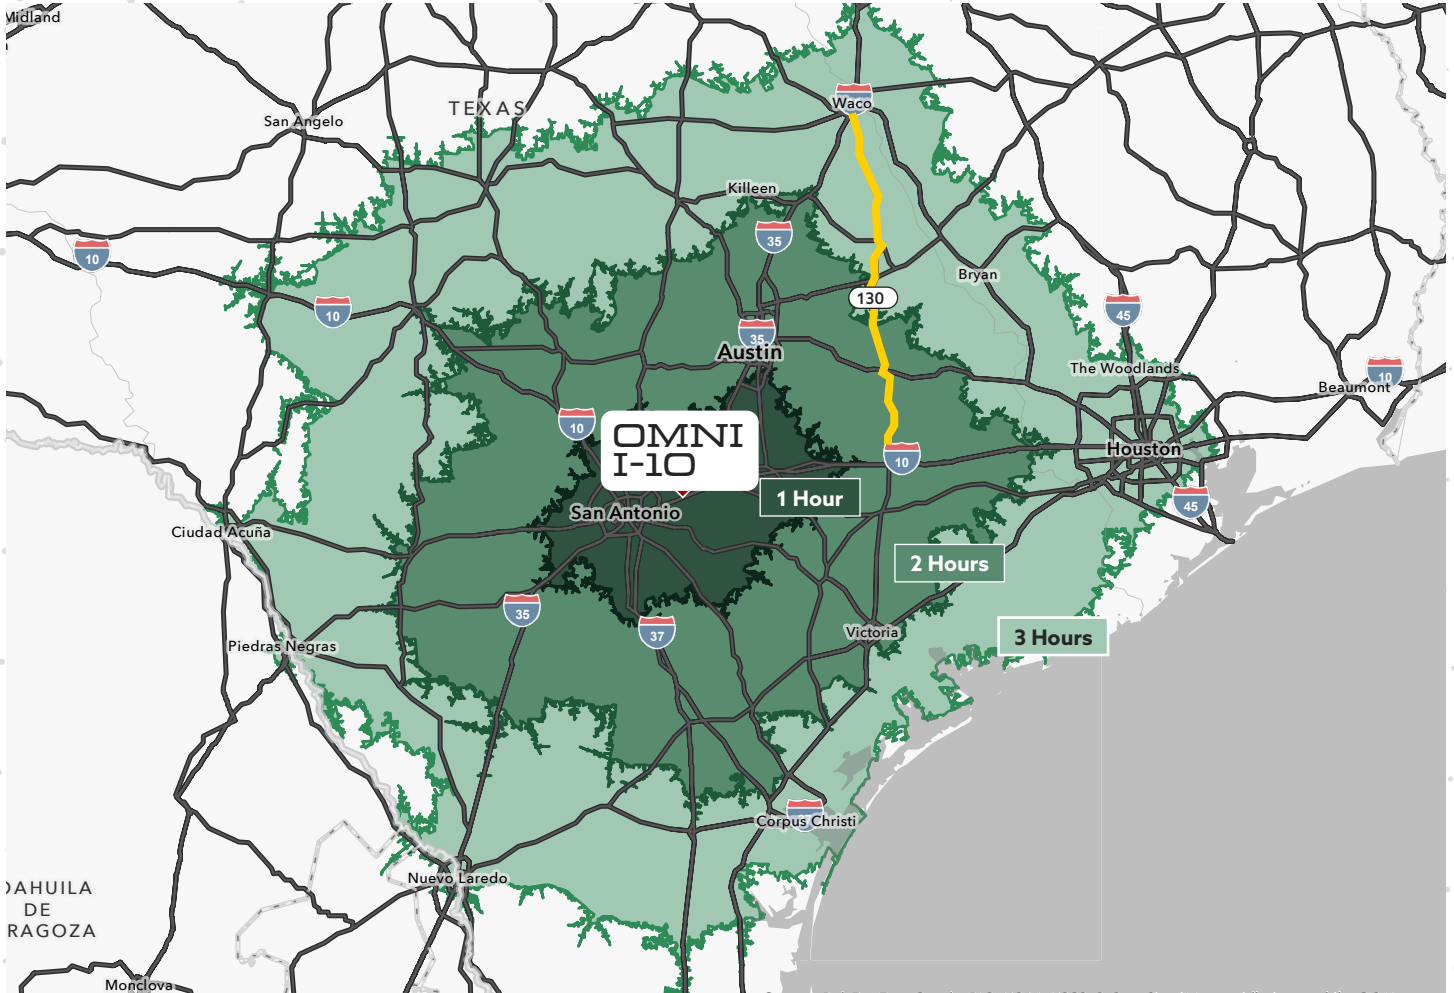 Midland
TEXAS
San Angelo
Waco
Killeen
35
10
Bryan
130
10
45
35
Austin
The Woodlands
10
Beaumont
10
OMNI
I-10
Houston
10
1 Hour
45
San Antonio
Ciudad Acuña
2 Hours
35
37
Victoria
3 Hours
Piedras Negras
Corpus Christi
Nuevo Laredo
OAHUILA
DE
RAGOZA
Monclova